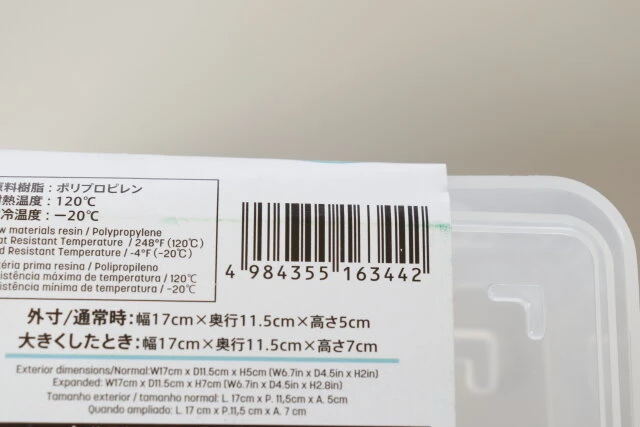 原料樹脂：ポリプロピレン
耐熱温度：120℃
冷温度：－20℃
w materials resin / Polypropylene
at Resistant Temperature / 248°F (120℃)
d Resistant Temperature / -4°F (-20℃)
téria prima resina / Polipropileno
sistência máxima de temperatura / 120℃
sistência mínima de temperatura / -20℃
4 984355 163442
外寸/通常時：幅17cm×奥行11.5cm×高さ5cm
大きくしたとき：幅17cm×奥行11.5cm×高さ7cm
Exterior dimensions/Normal:W17cm x D11.5cm x H5cm (W6.7in x D4.5in x H2in)
Expanded: W17cm x D11.5cm x H7cm (W6.7in x D4.5in x H2.8in)
Tamanho exterior / tamanho normal: L. 17cm x P. 11,5cm x A. 5cm
Quando ampliada: L. 17 cm x P.11,5 cm x A. 7 cm